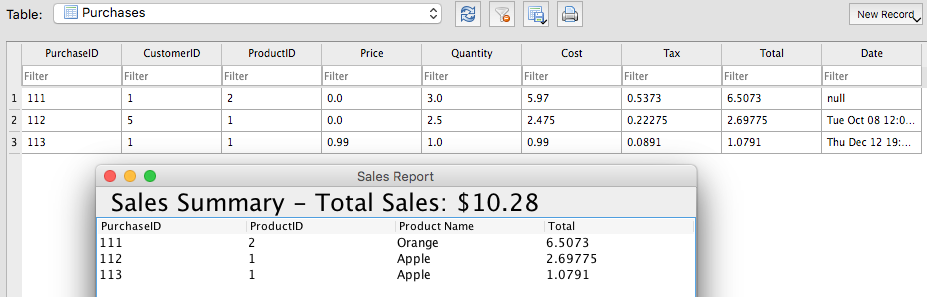 Table: Purchases New Record
PurchaseID CustomerID ProductID Price Quantity Cost Tax Total Date
Filter Filter Filter Filter Filter Filter Filter Filter Filter
1 111 1 2 0.0 3.0 5.97 0.5373 6.5073 null
2 112 5 1 0.0 2.5 2.475 0.22275 2.69775 Tue Oct 08 12:0...
3 113 1 1 0.99 1.0 0.99 0.0891 1.0791 Thu Dec 12 19:...
Sales Report
Sales Summary - Total Sales: $10.28
PurchaseID ProductID Product Name Total
111 2 Orange 6.5073
112 1 Apple 2.69775
113 1 Apple 1.0791